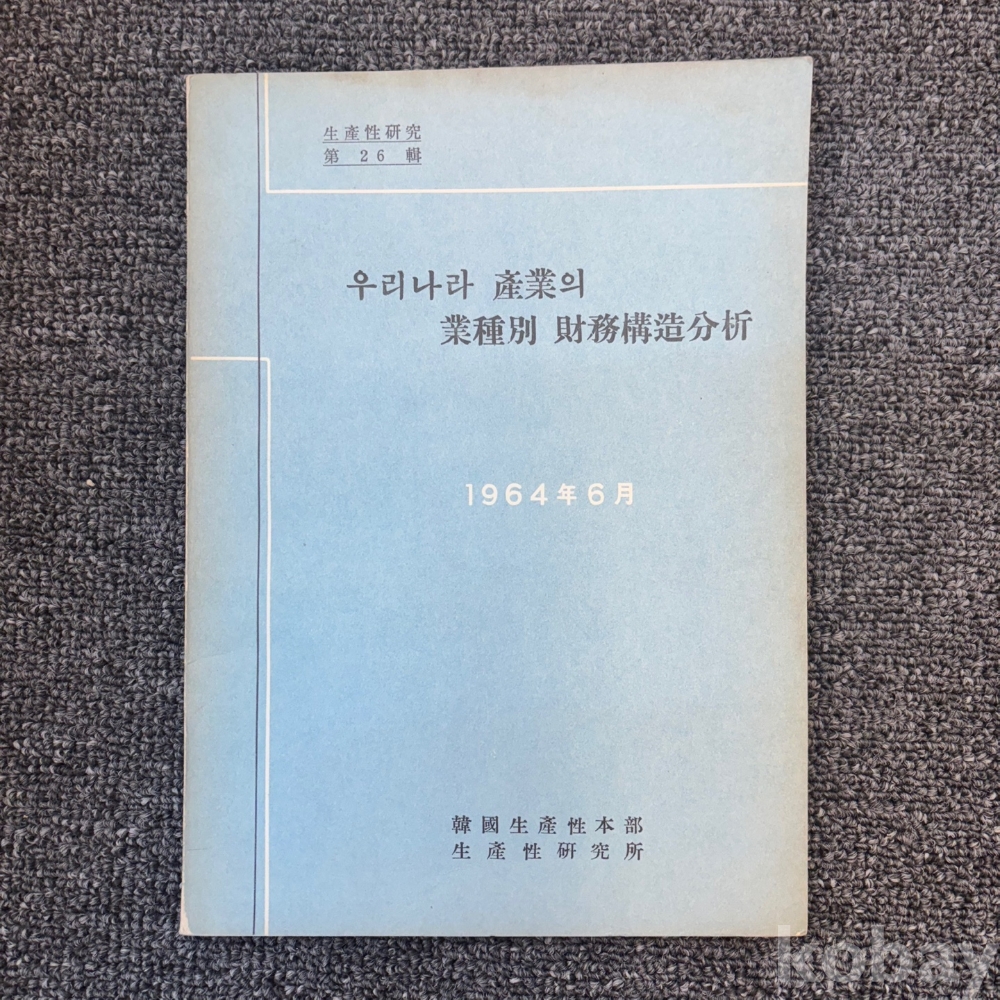 生產性研究
第 26 輯
우리나라 產業의
業種別 財務構造分析
1964年6月
韓國生產性本部
生產性研究所
kobay